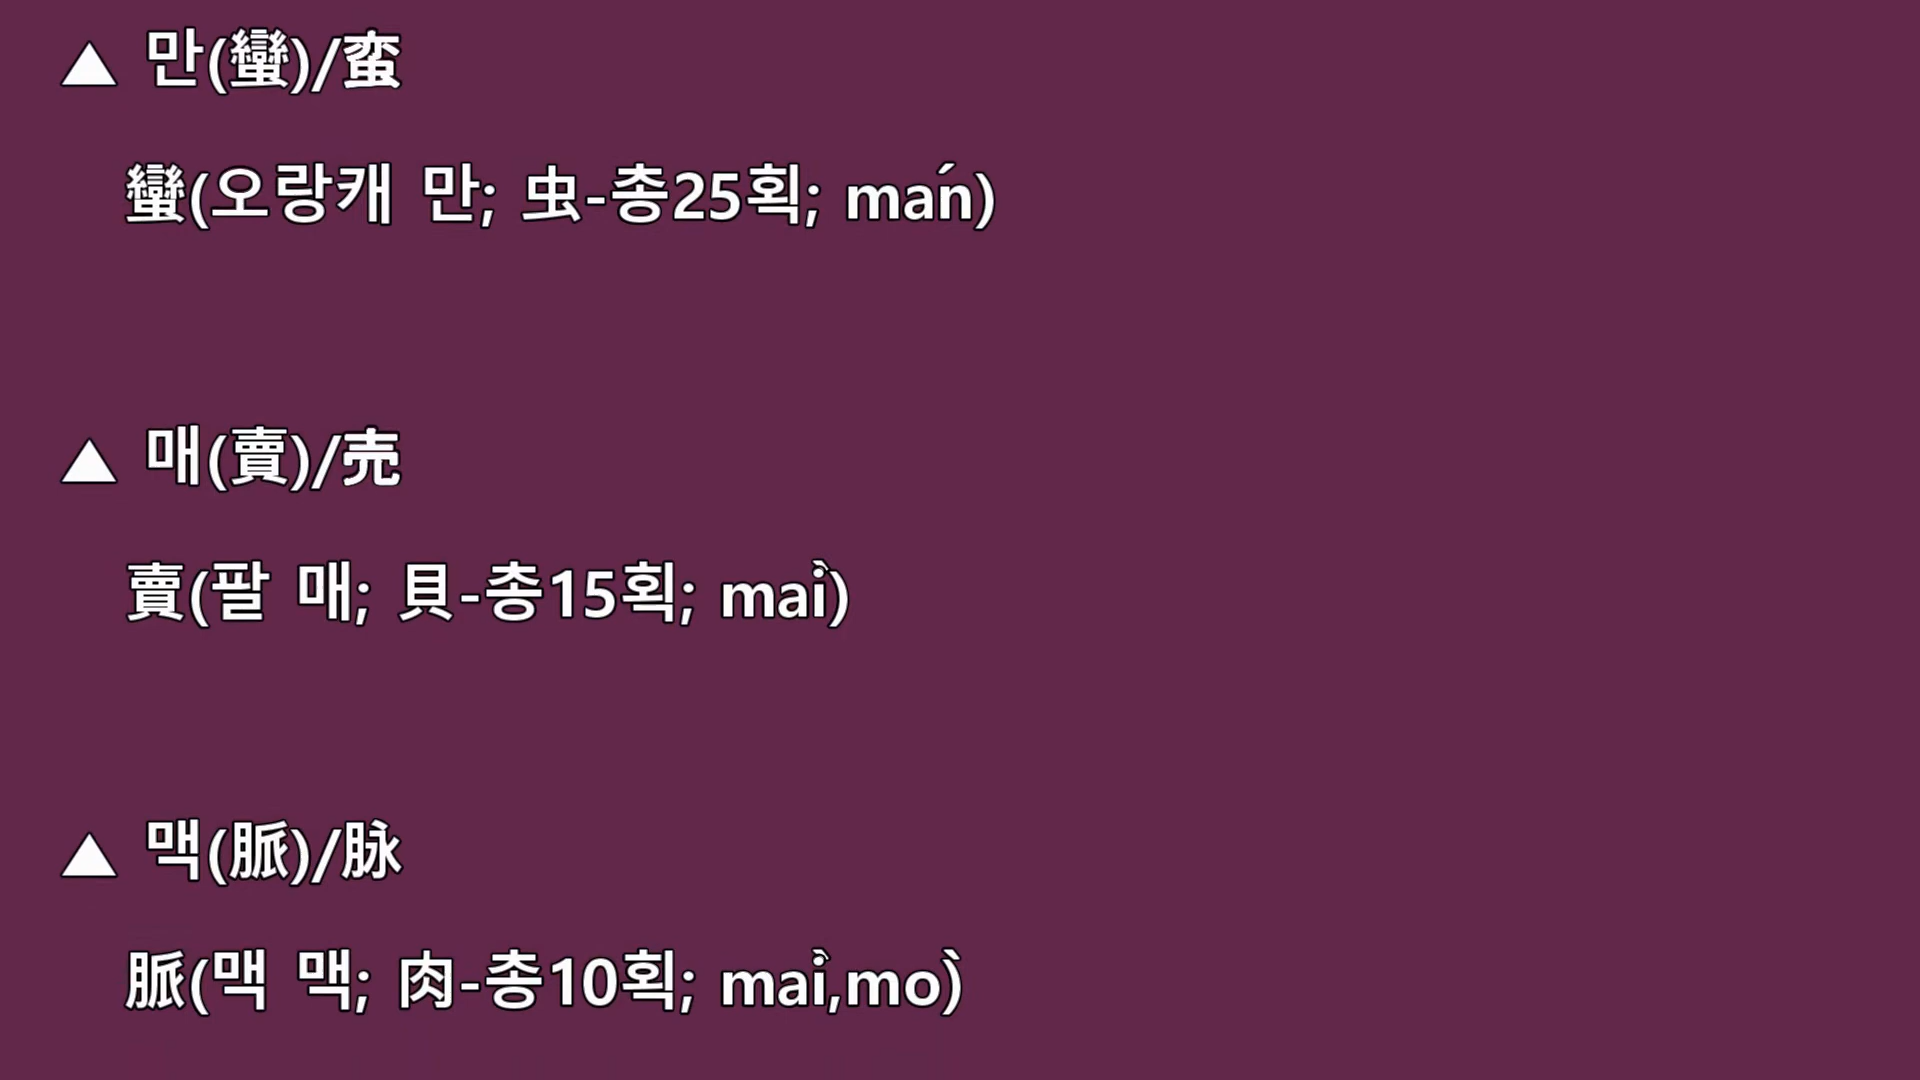 ▲ 만(蠻)/蛮
蠻(오랑캐 만; 虫-총25획; mán)
▲ 매(賣)/売
賣(팔 매; 貝-총15획; mài)
▲ 맥(脈)/脉
脈(맥 맥; 肉-총10획; mài,mò)